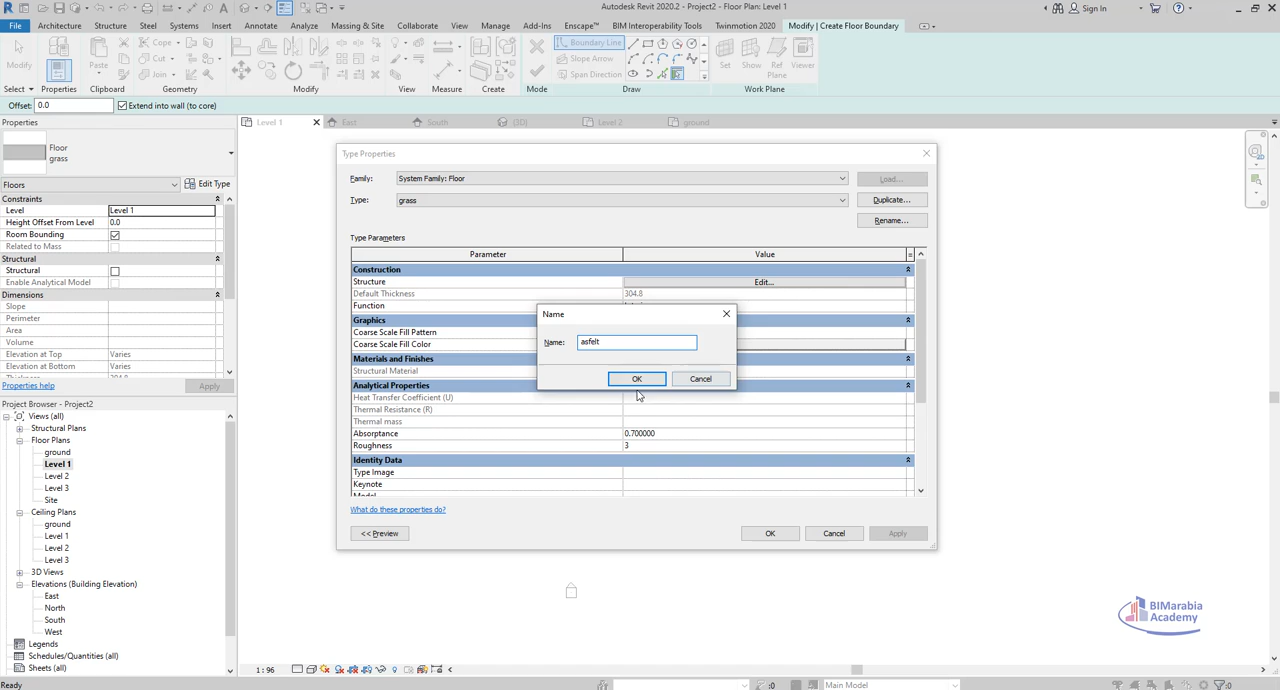 Autodesk Revit 2020.2 - Project2 - Floor Plan: Level 1
Sign In
File Architecture Structure Steel Precast Systems Insert Annotate Analyze Massing & Site Collaborate View Manage Add-Ins Enscape™ BIM Interoperability Tools Twinmotion 2020 Modify | Create Floor Boundary
Modify Paste Cope Cut Join Boundary Line Slope Arrow Span Direction Set Show Ref Plane Viewer
Select Properties Clipboard Geometry Modify View Measure Create Mode Draw Work Plane
Offset: 0.0 Extend into wall (to core)
Properties
Level 1 East South (3D) Level 2 ground
Floor
grass
Floors Edit Type
Constraints
Level Level 1
Height Offset From Level 0.0
Room Bounding
Related to Mass
Structural
Structural
Enable Analytical Model
Dimensions
Slope
Perimeter
Area
Volume
Elevation at Top Varies
Elevation at Bottom Varies
Properties help Apply
Project Browser - Project2
Views (all)
Structural Plans
Floor Plans
ground
Level 1
Level 2
Level 3
Site
Ceiling Plans
ground
Level 1
Level 2
Level 3
3D Views
Elevations (Building Elevation)
East
North
South
West
Legends
Schedules/Quantities (all)
Sheets (all)
Type Properties
Family: System Family: Floor Load...
Type: grass Duplicate...
Rename...
Type Parameters
Parameter Value
Construction
Structure Edit...
Default Thickness 304.8
Function
Graphics
Coarse Scale Fill Pattern
Coarse Scale Fill Color
Materials and Finishes
Structural Material
Analytical Properties
Heat Transfer Coefficient (U)
Thermal Resistance (R)
Thermal mass
Absorptance 0.700000
Roughness 3
Identity Data
Type Image
Keynote
Model
What do these properties do?
<< Preview OK Cancel Apply
Name
Name: asfelt
OK Cancel
BIMarabia
Academy
1 : 96
Ready :0 Main Model :0